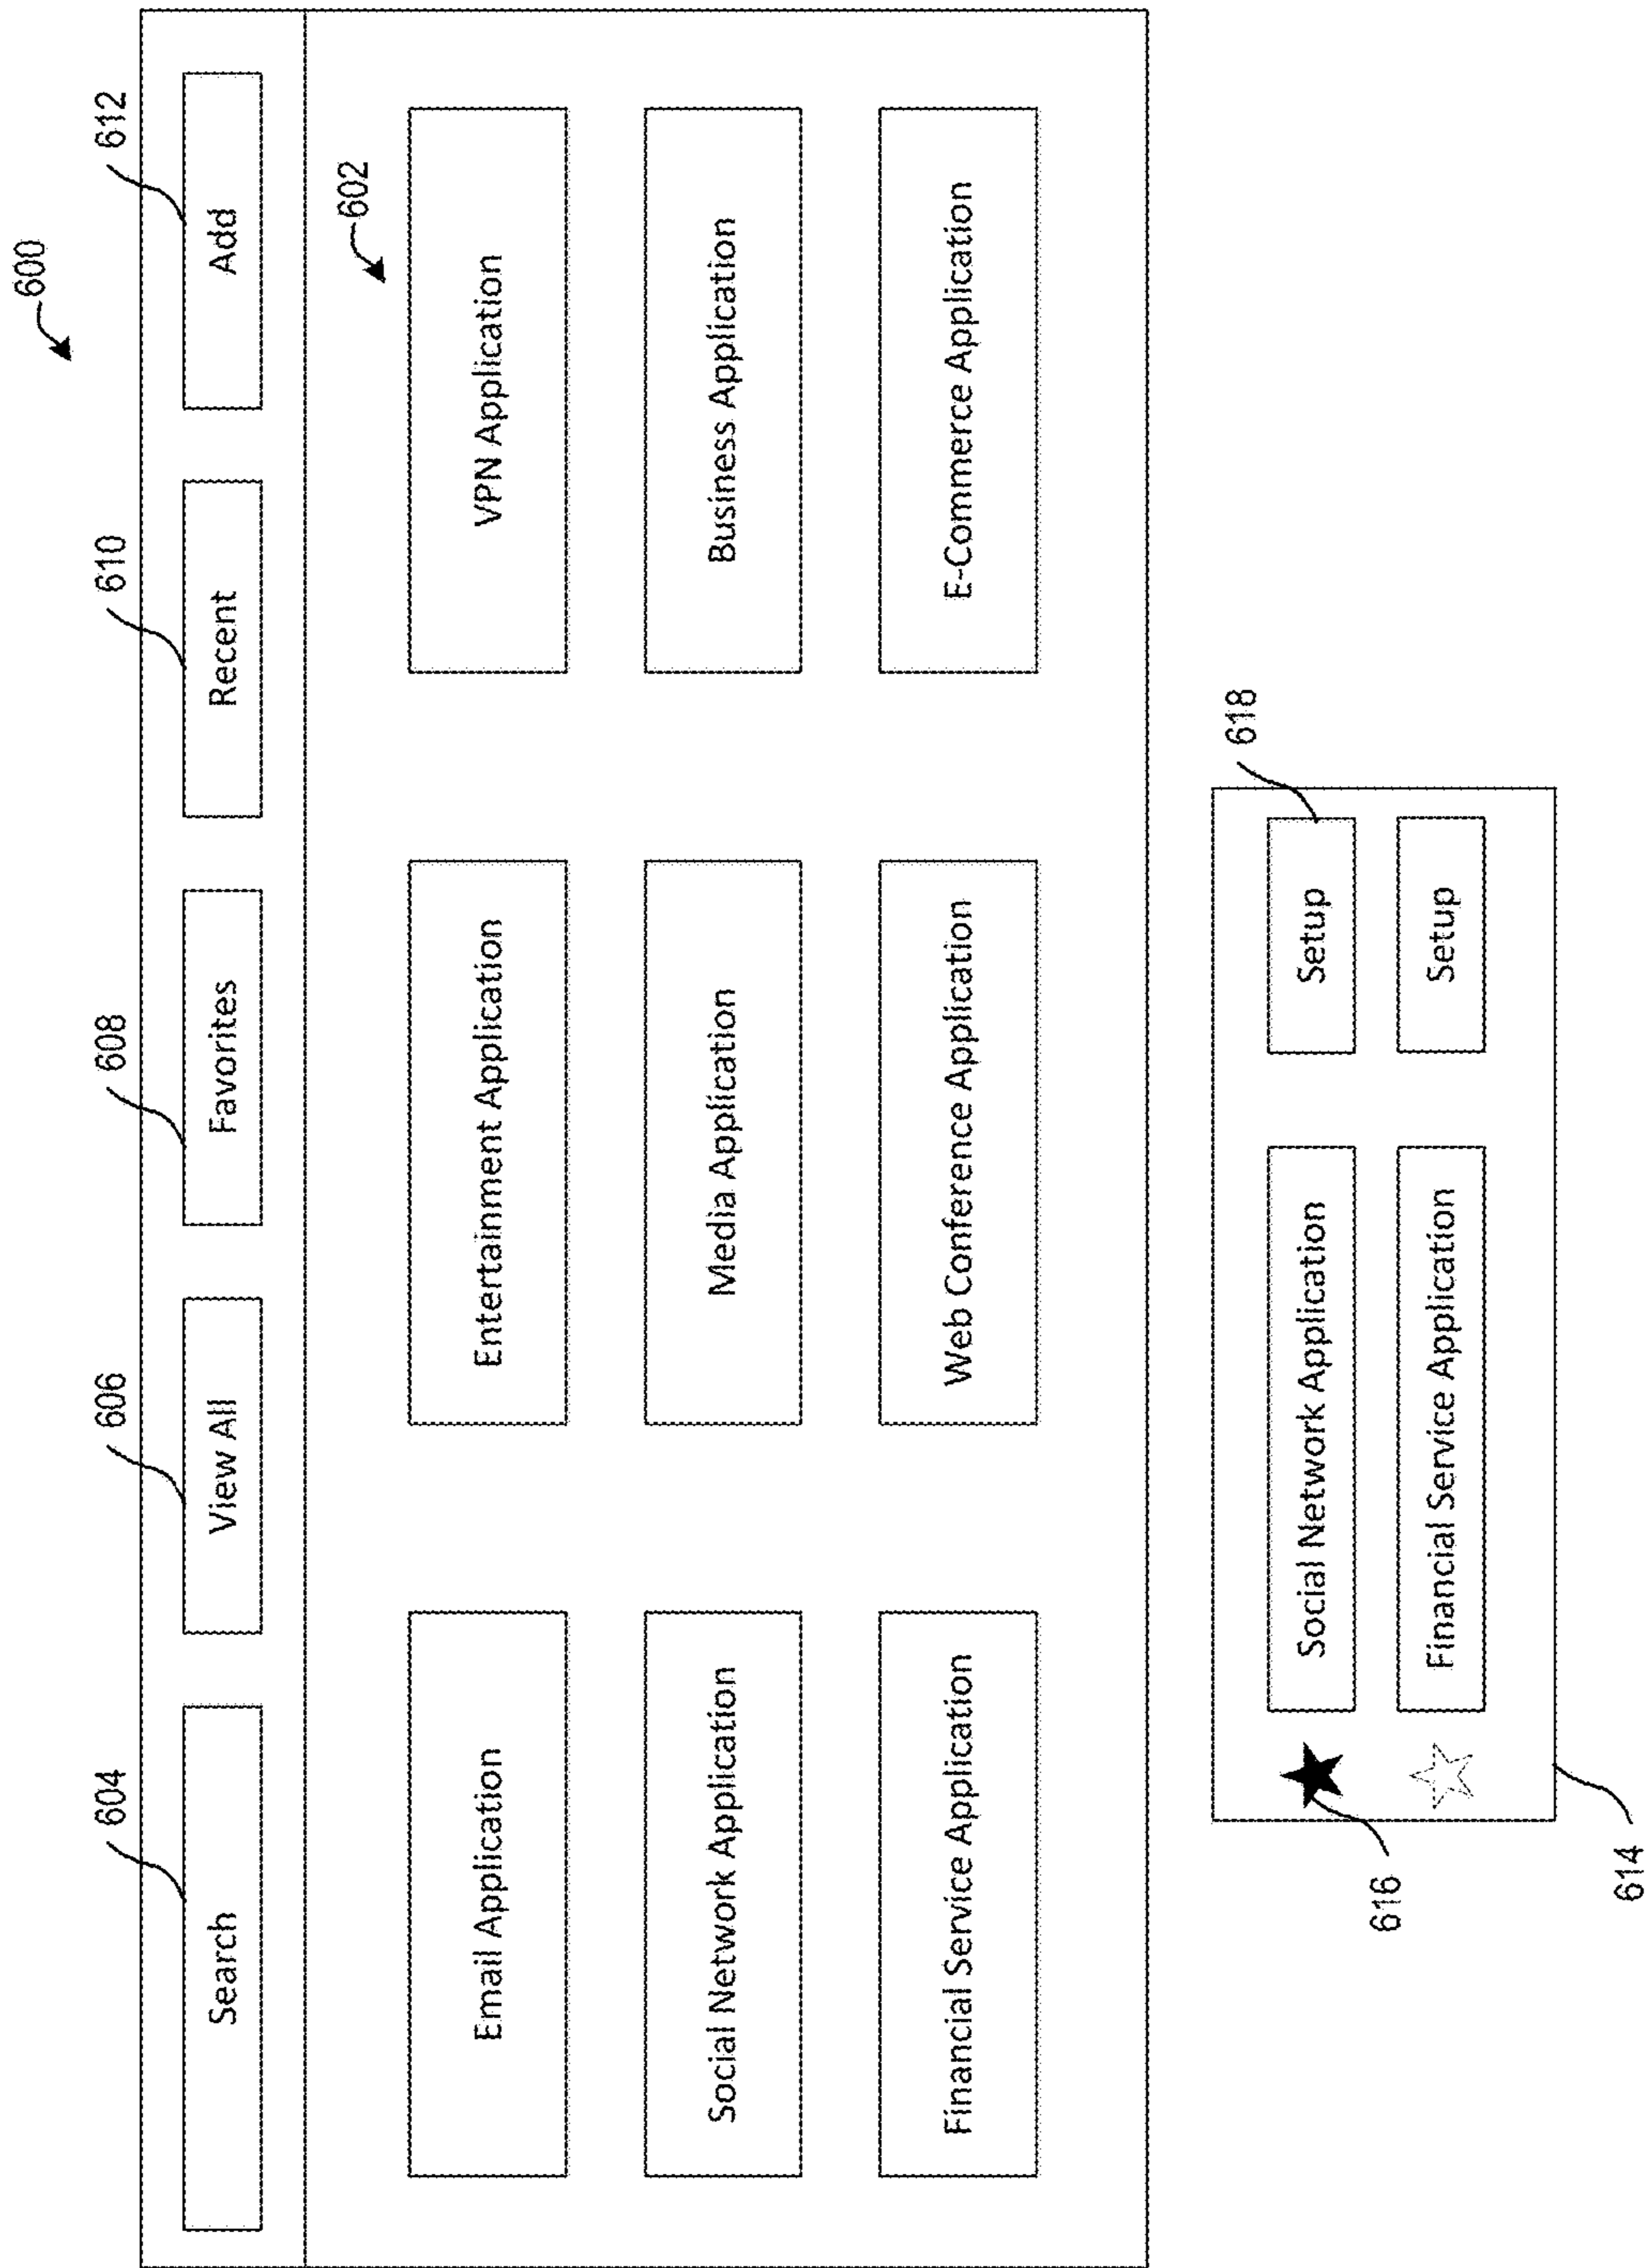 600
604 606 608 610 612
Search View All Favorites Recent Add
602
Email Application Entertainment Application VPN Application
Social Network Application Media Application Business Application
Financial Service Application Web Conference Application E-Commerce Application
618
Social Network Application Setup
616
Financial Service Application Setup
614